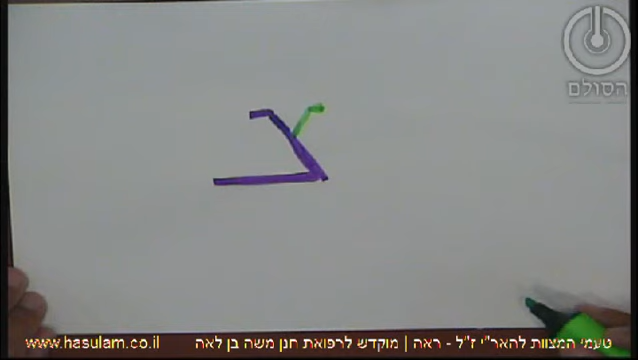 הסולם
צ
טעמי המצוות להאר"י ז"ל - ראה | מוקדש לרפואת חנן משה בן לאה www.hasulam.co.il